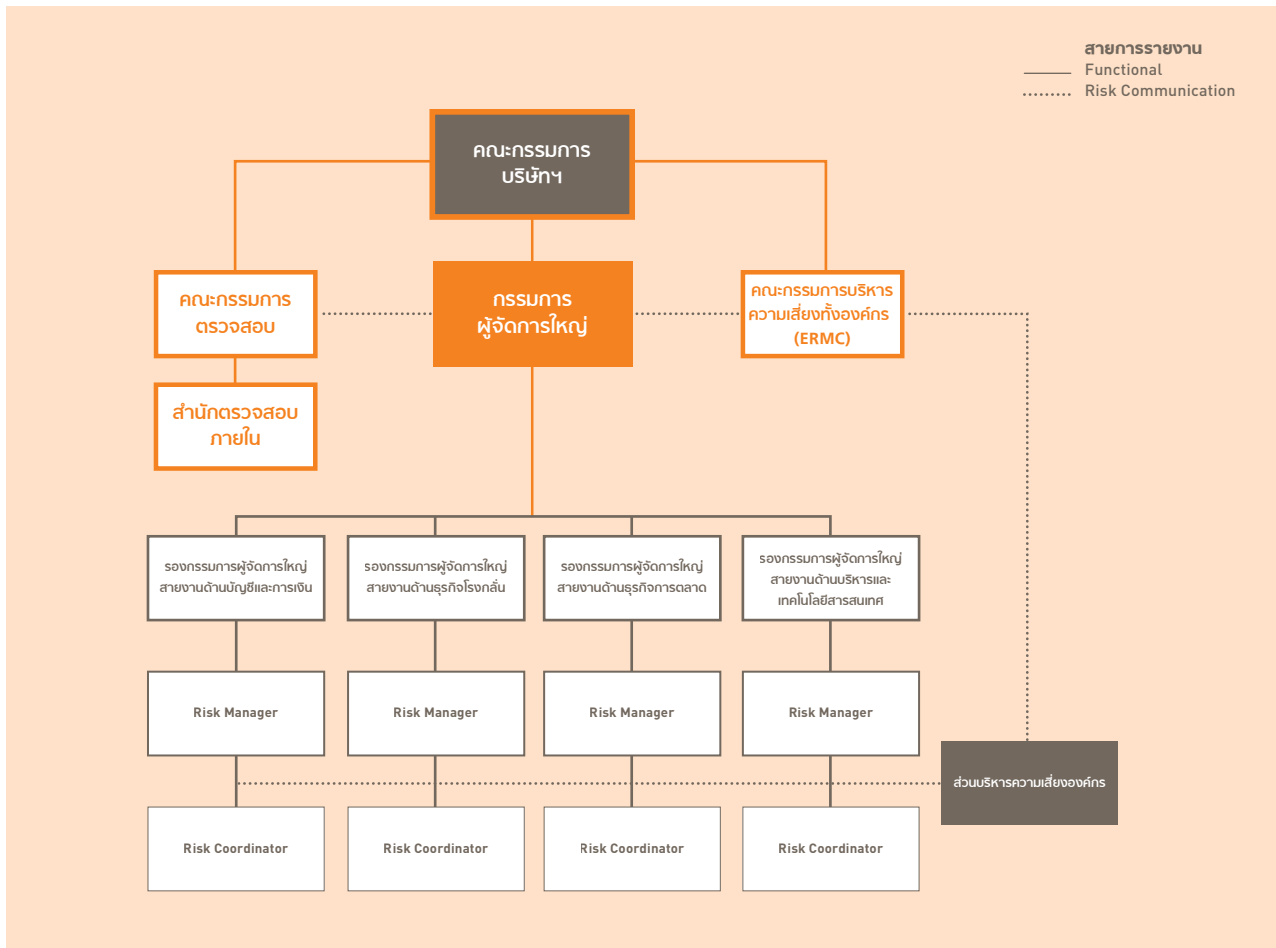 สายการรายงาน
Functional
Risk Communication
คณะกรรมการ
บริษัทฯ
คณะกรรมการ
ตรวจสอบ
กรรมการ
ผู้จัดการใหญ่
คณะกรรมการบริหาร
ความเสี่ยงทั้งองค์กร
(ERMC)
สำนักตรวจสอบ
ภายใน
รองกรรมการผู้จัดการใหญ่
สายงานด้านบัญชีและการเงิน
รองกรรมการผู้จัดการใหญ่
สายงานด้านธุรกิจโรงกลั่น
รองกรรมการผู้จัดการใหญ่
สายงานด้านธุรกิจการตลาด
รองกรรมการผู้จัดการใหญ่
สายงานด้านบริหารและ
เทคโนโลยีสารสนเทศ
Risk Manager
Risk Manager
Risk Manager
Risk Manager
ส่วนบริหารความเสี่ยงองค์กร
Risk Coordinator
Risk Coordinator
Risk Coordinator
Risk Coordinator